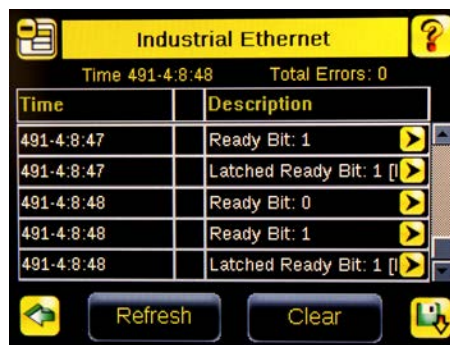 Industrial Ethernet
?
Time 491-4:8:48 Total Errors: 0
Time Description
491-4:8:47 Ready Bit: 1
491-4:8:47 Latched Ready Bit: 1 [I
491-4:8:48 Ready Bit: 0
491-4:8:48 Ready Bit: 1
491-4:8:48 Latched Ready Bit: 1 [I
Refresh Clear